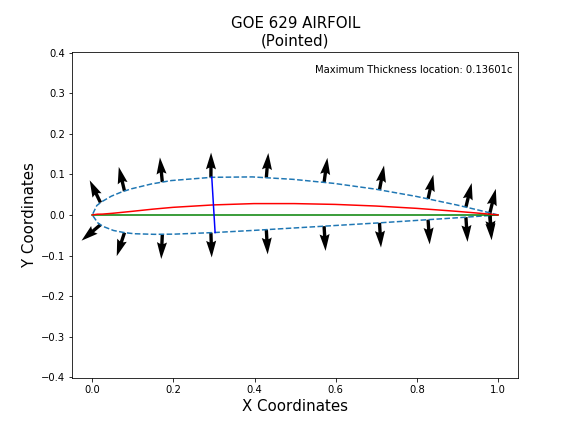 GOE 629 AIRFOIL
(Pointed)
Maximum Thickness location: 0.13601c
Y Coordinates
0.4
0.3
0.2
0.1
0.0
−0.1
−0.2
−0.3
−0.4
0.0 0.2 0.4 0.6 0.8 1.0
X Coordinates